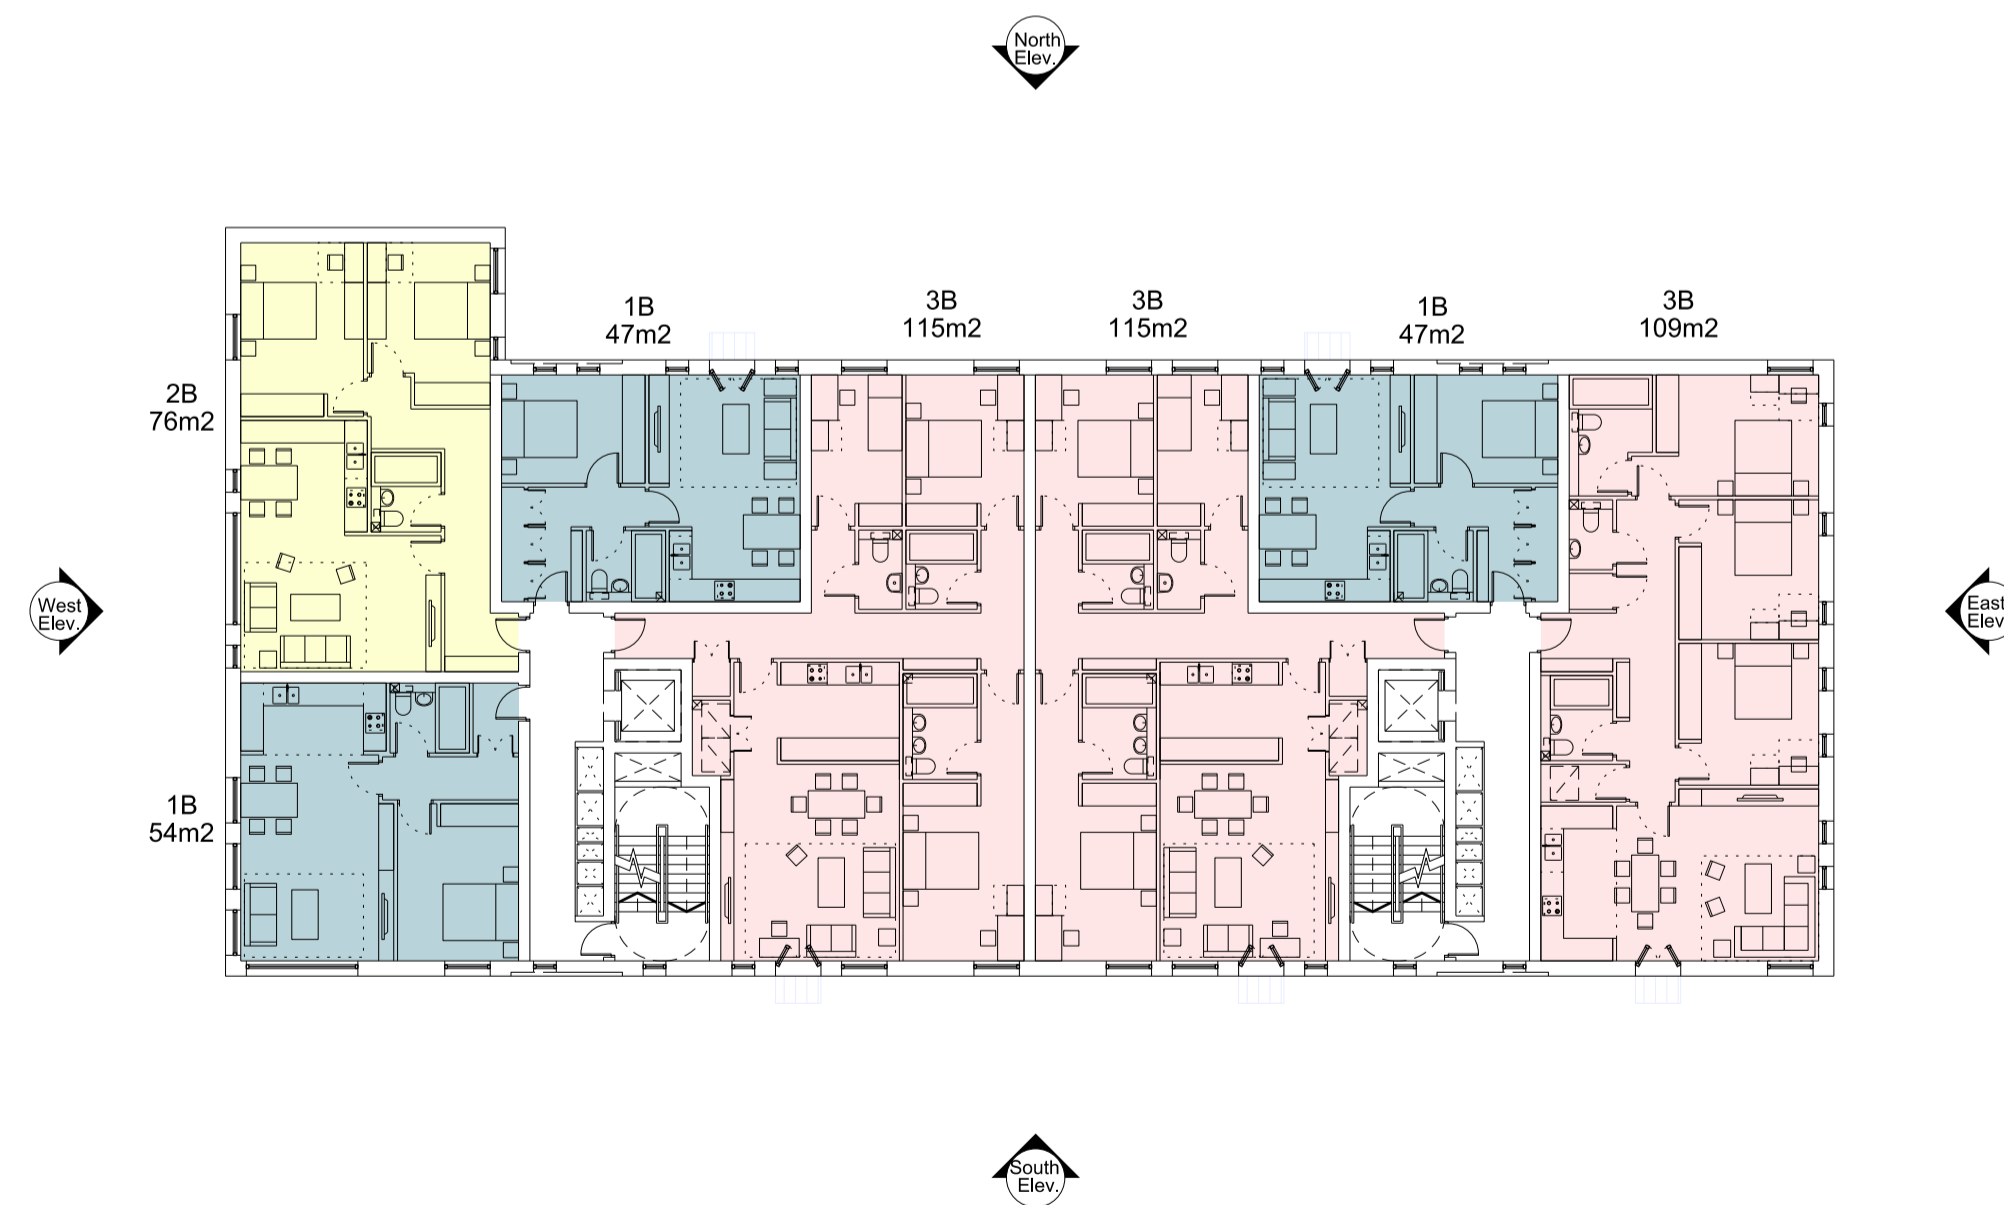 North
Elev.
1B
47m2
3B
115m2
3B
115m2
1B
47m2
3B
109m2
2B
76m2
West
Elev.
East
Elev
1B
54m2
South
Elev.